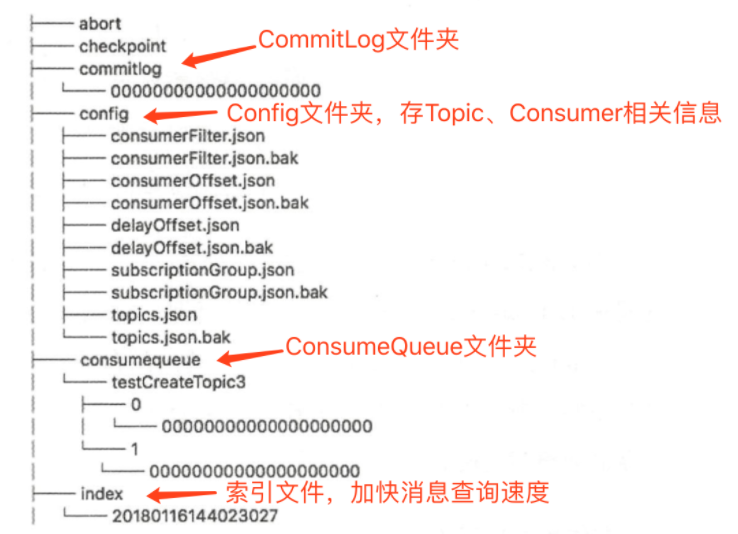 abort
checkpoint
CommitLog文件夹
commitlog
00000000000000000000
config
Config文件夹，存Topic、Consumer相关信息
consumerFilter.json
consumerFilter.json.bak
consumerOffset.json
consumerOffset.json.bak
delayOffset.json
delayOffset.json.bak
subscriptionGroup.json
subscriptionGroup.json.bak
topics.json
topics.json.bak
consumequeue
ConsumeQueue文件夹
testCreateTopic3
0
00000000000000000000
1
00000000000000000000
index
索引文件，加快消息查询速度
20180116144023027